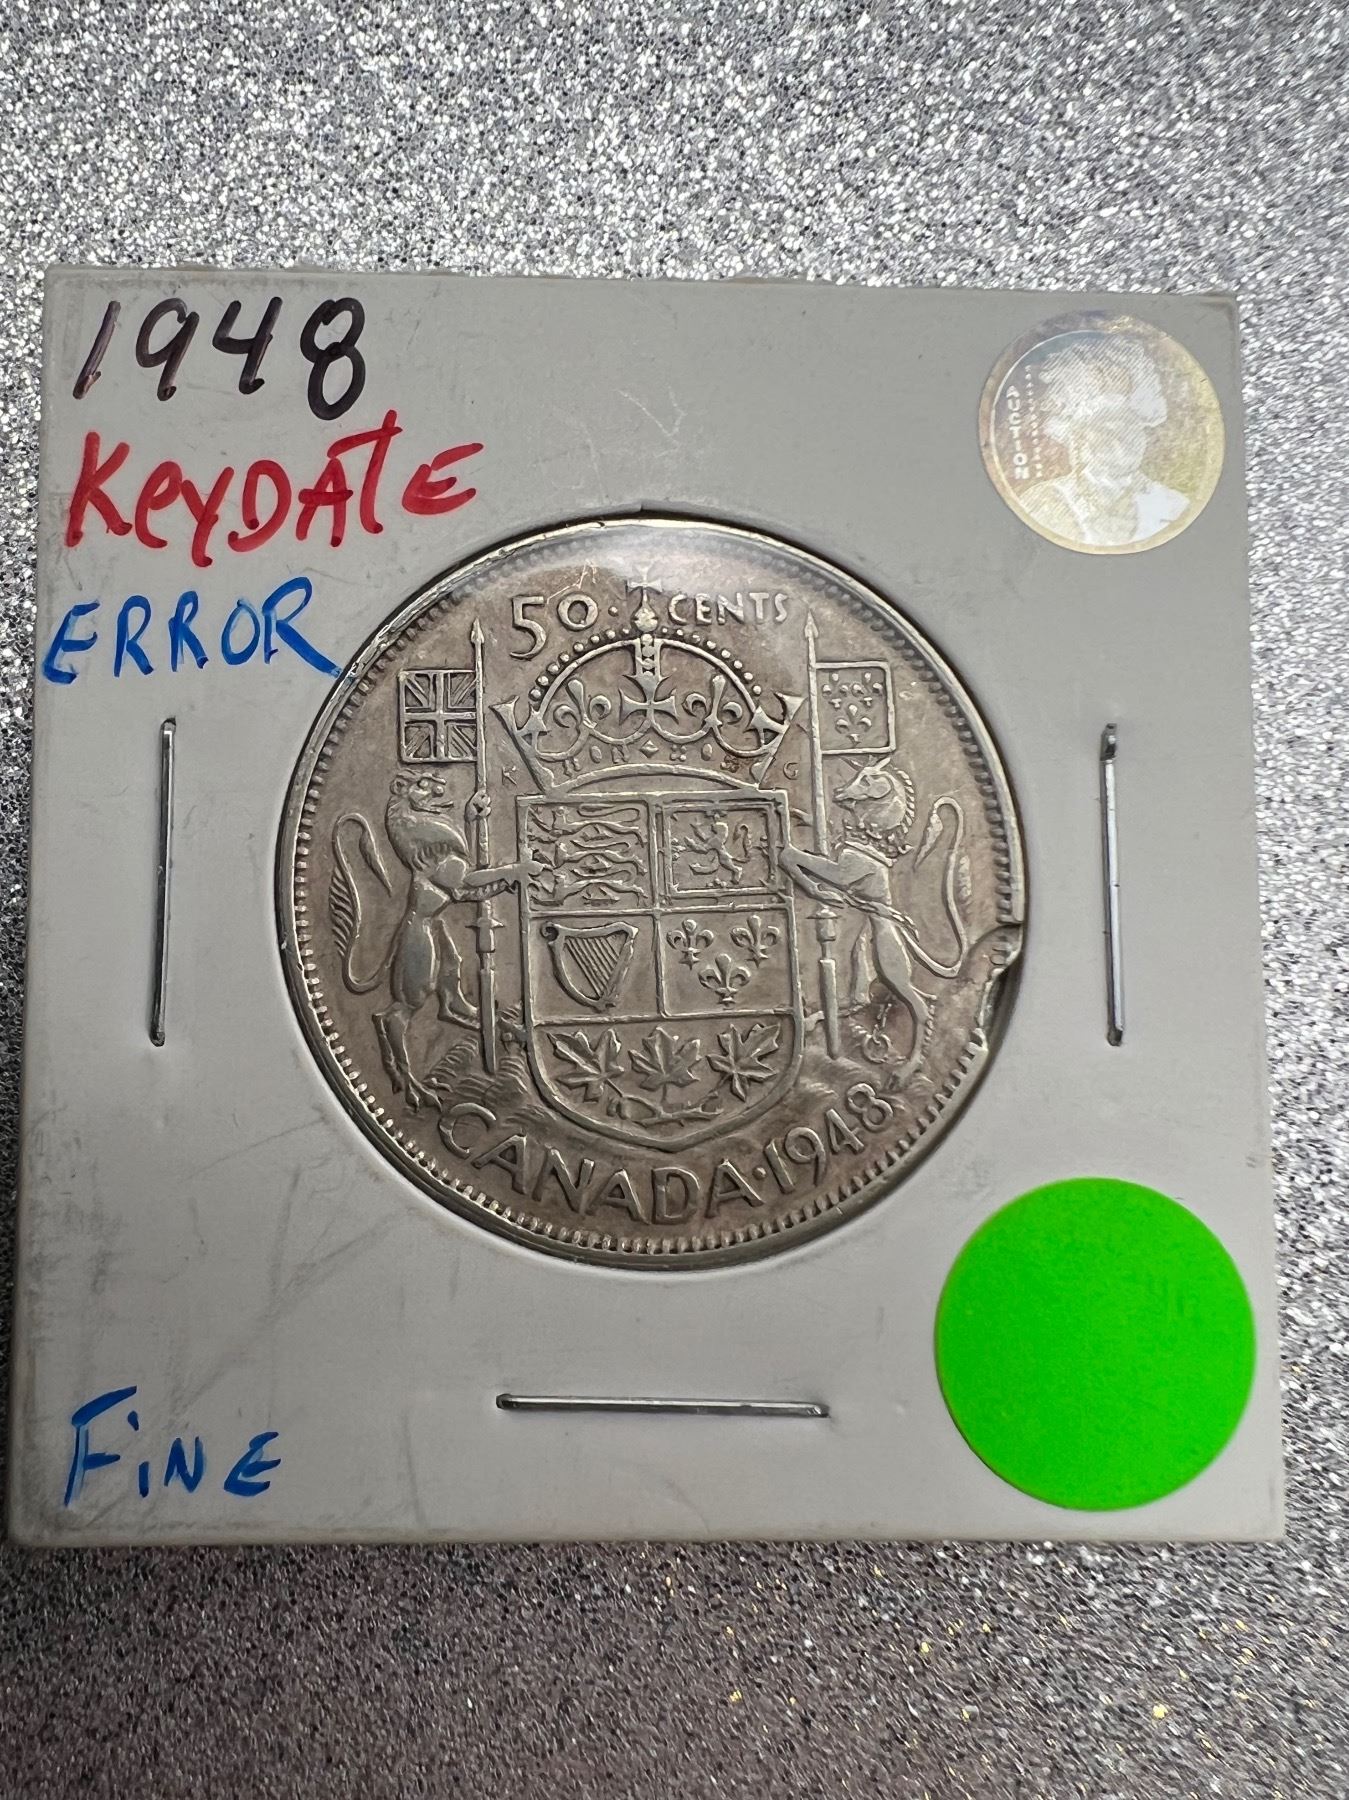 1948
KeyDATE
ERROR
50 · CENTS
K G
CANADA·1948
FiNE